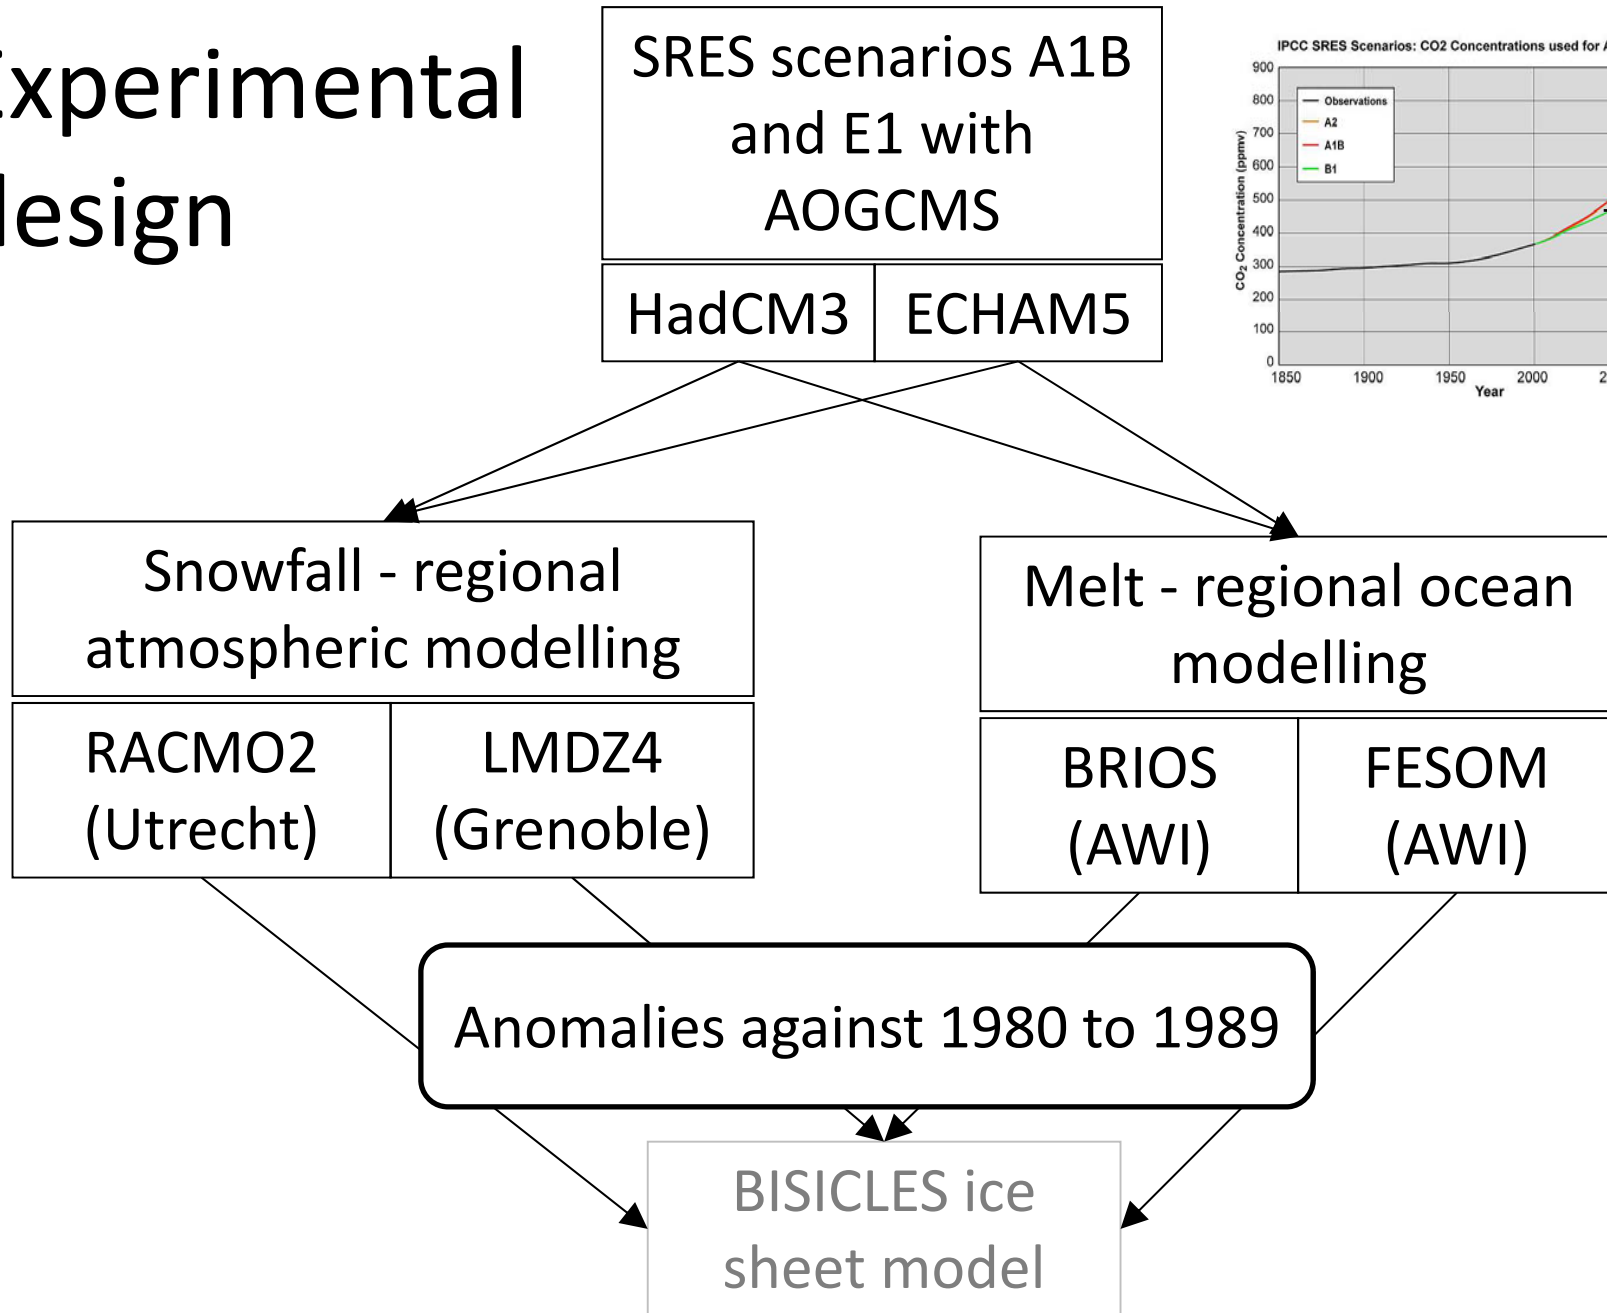 Experimental
design
SRES scenarios A1B
and E1 with
AOGCMS
HadCM3
ECHAM5
IPCC SRES Scenarios: CO2 Concentrations used for A
900
800
700
600
500
400
300
200
100
0
CO2 Concentration (ppmv)
Observations
A2
A1B
B1
1850
1900
1950
2000
2
Year
Snowfall - regional
atmospheric modelling
RACMO2
(Utrecht)
LMDZ4
(Grenoble)
Melt - regional ocean
modelling
BRIOS
(AWI)
FESOM
(AWI)
Anomalies against 1980 to 1989
BISICLES ice
sheet model